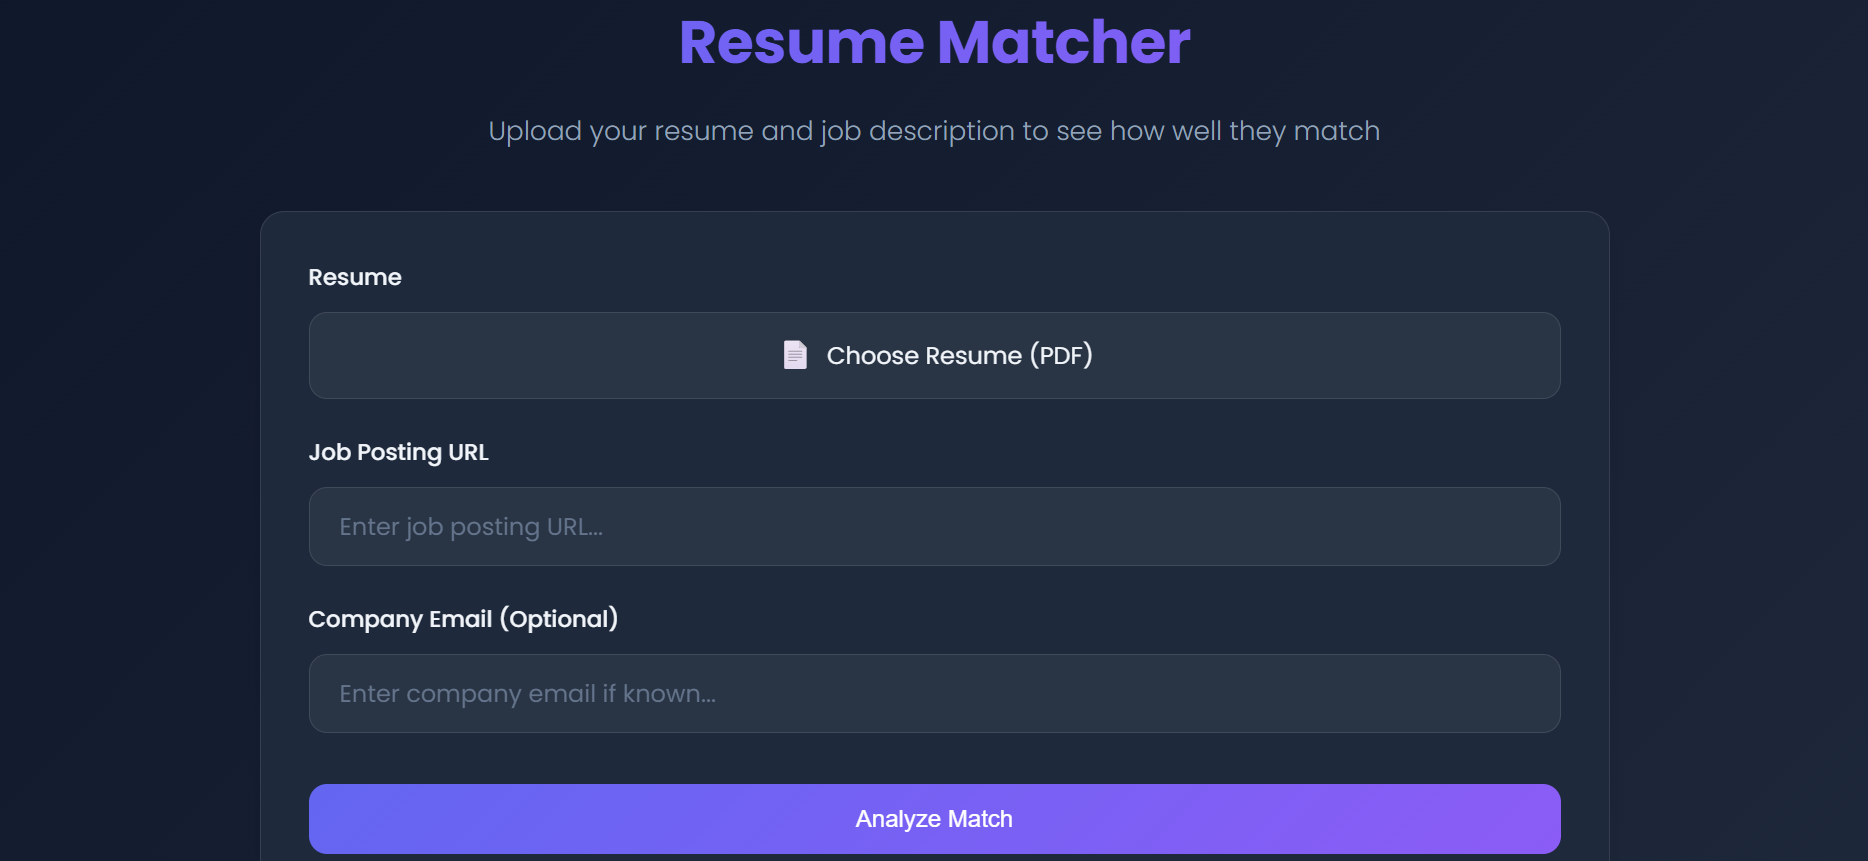 Resume Matcher
Upload your resume and job description to see how well they match
Resume
Choose Resume (PDF)
Job Posting URL
Enter job posting URL...
Company Email (Optional)
Enter company email if known...
Analyze Match